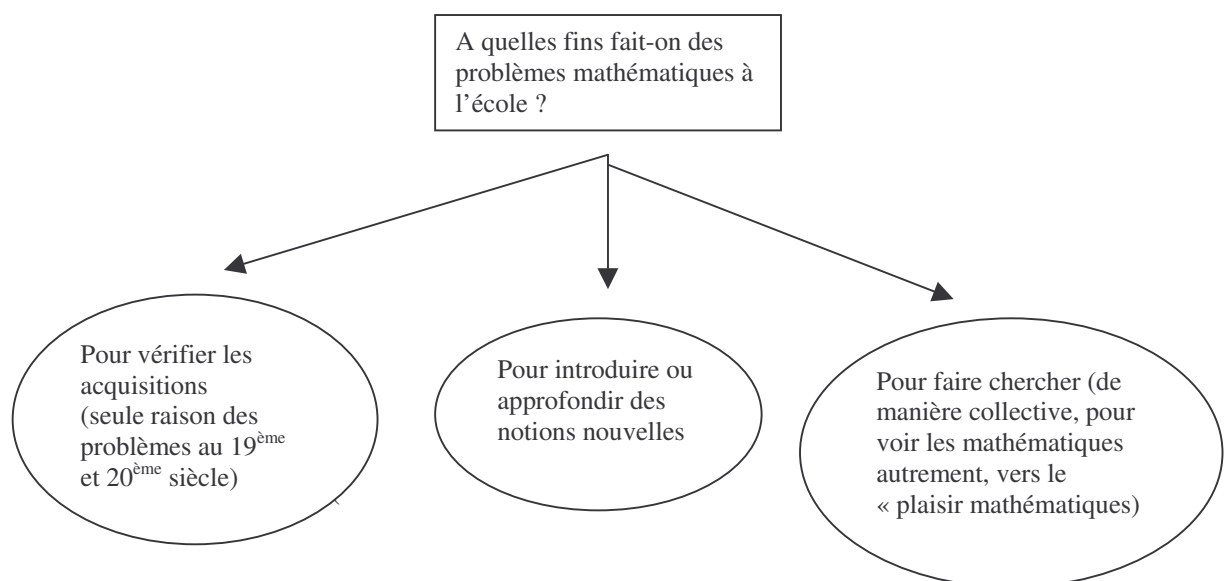 A quelles fins fait-on des
problèmes mathématiques à
l’école ?
Pour vérifier les
acquisitions
(seule raison des
problèmes au 19ème
et 20ème siècle)
Pour introduire ou
approfondir des
notions nouvelles
Pour faire chercher (de
manière collective, pour
voir les mathématiques
autrement, vers le
« plaisir mathématiques)